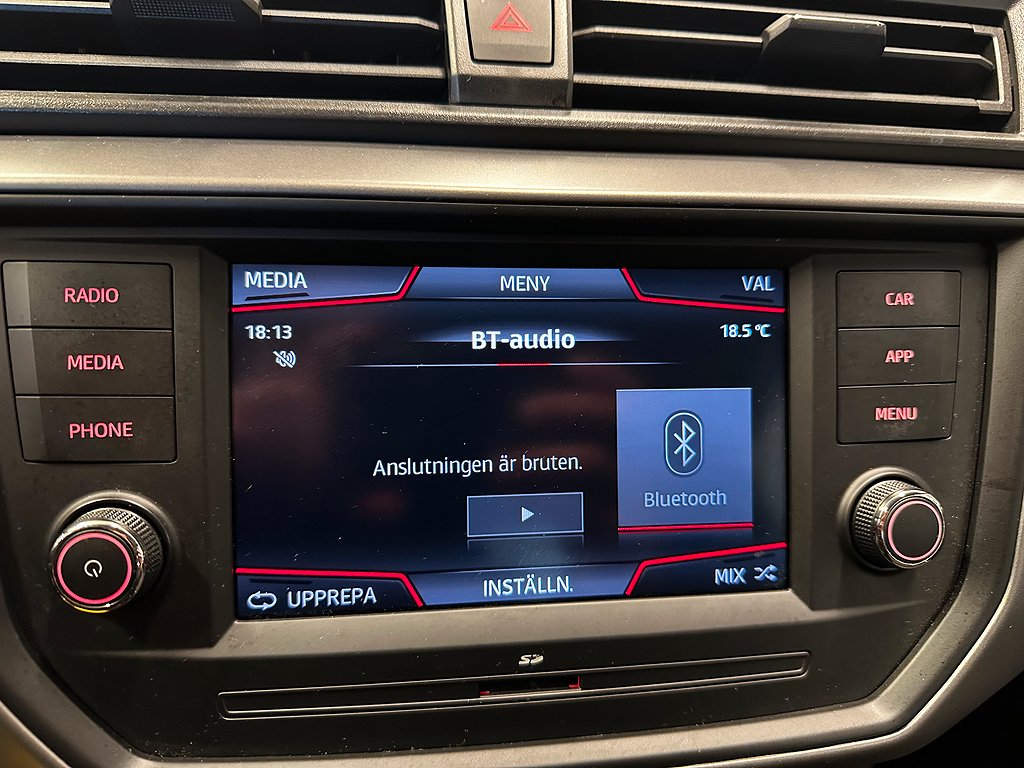 RADIO
MEDIA
PHONE
MEDIA
MENY
VAL
18:13
BT-audio
18.5 °C
Anslutningen är bruten.
Bluetooth
UPPREPA
INSTÄLLN.
MIX
CAR
APP
MENU
SD